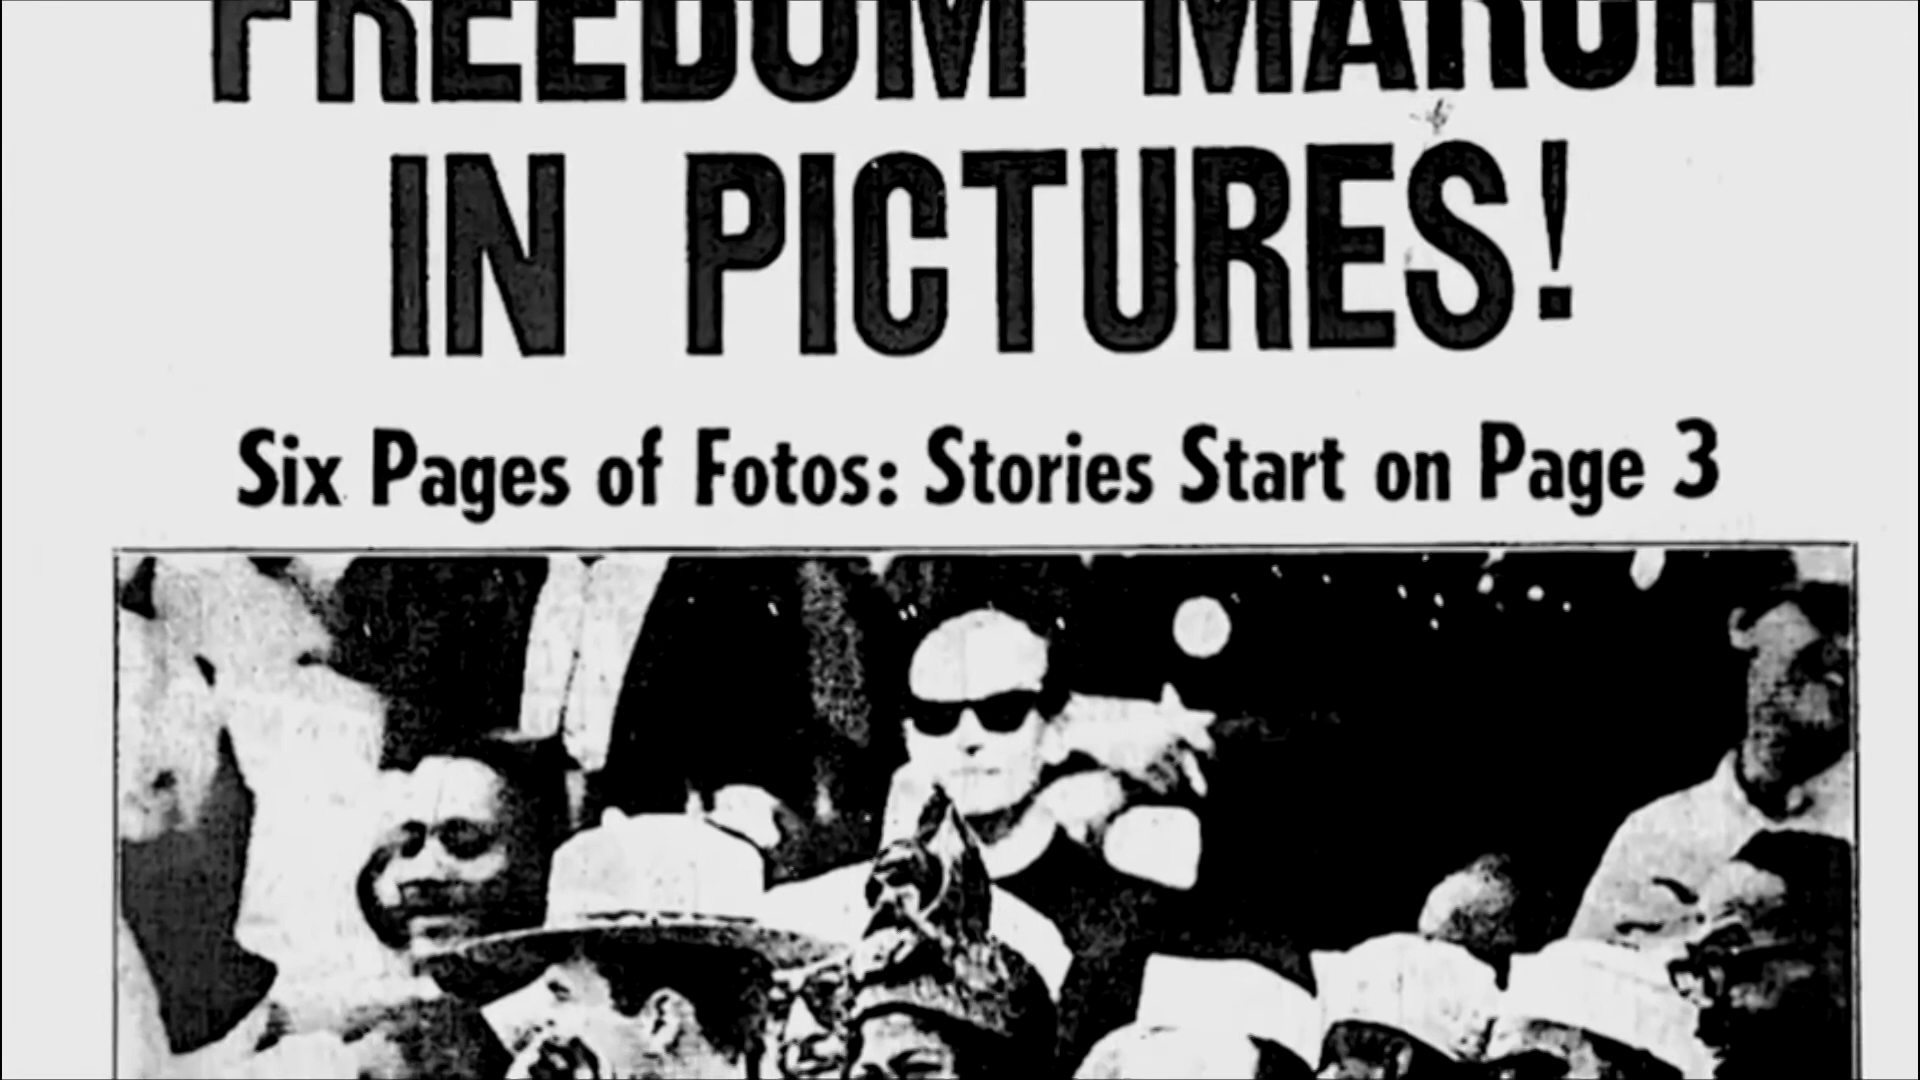 FREEDOM MARCH
IN PICTURES!
Six Pages of Fotos: Stories Start on Page 3